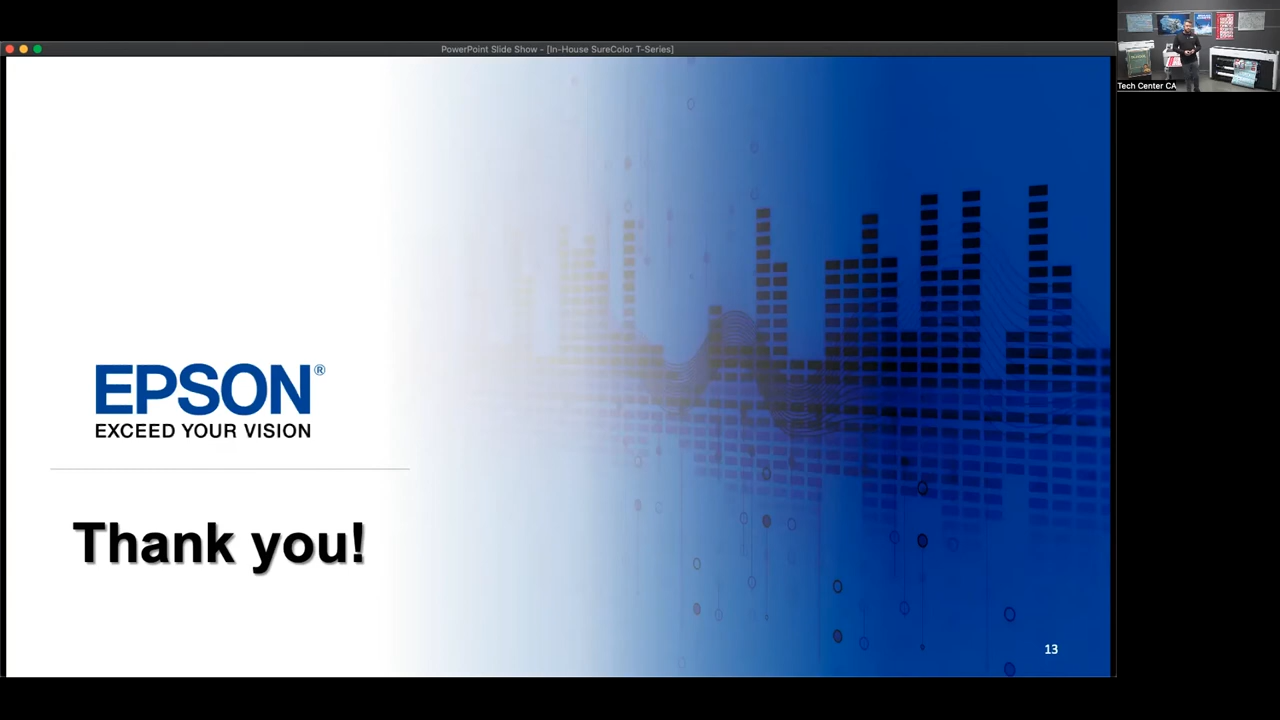 PowerPoint Slide Show - [In-House SureColor T-Series]
Tech Center CA
EPSON®
EXCEED YOUR VISION
Thank you!
13